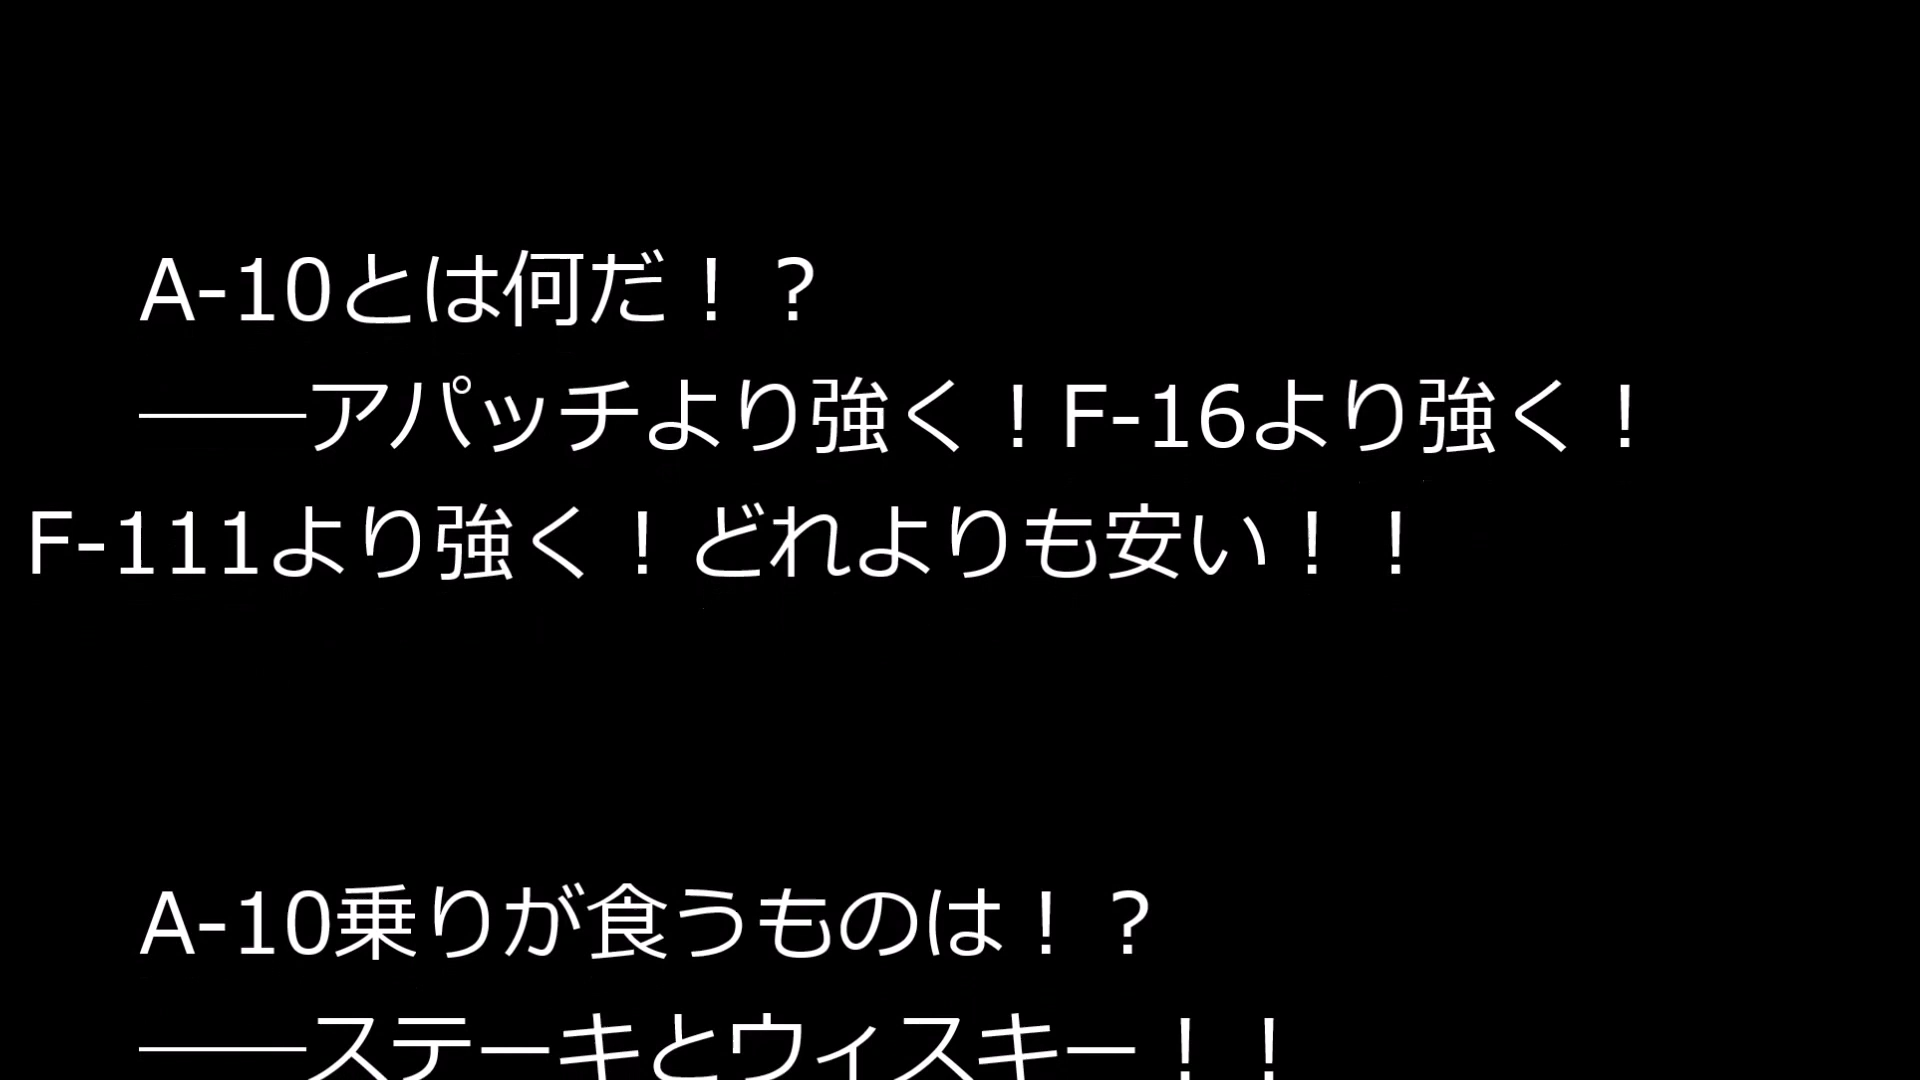 A-10とは何だ！？
――アパッチより強く！F-16より強く！
F-111より強く！どれよりも安い！！
A-10乗りが食うものは！？
――ステーキとウィスキー！！